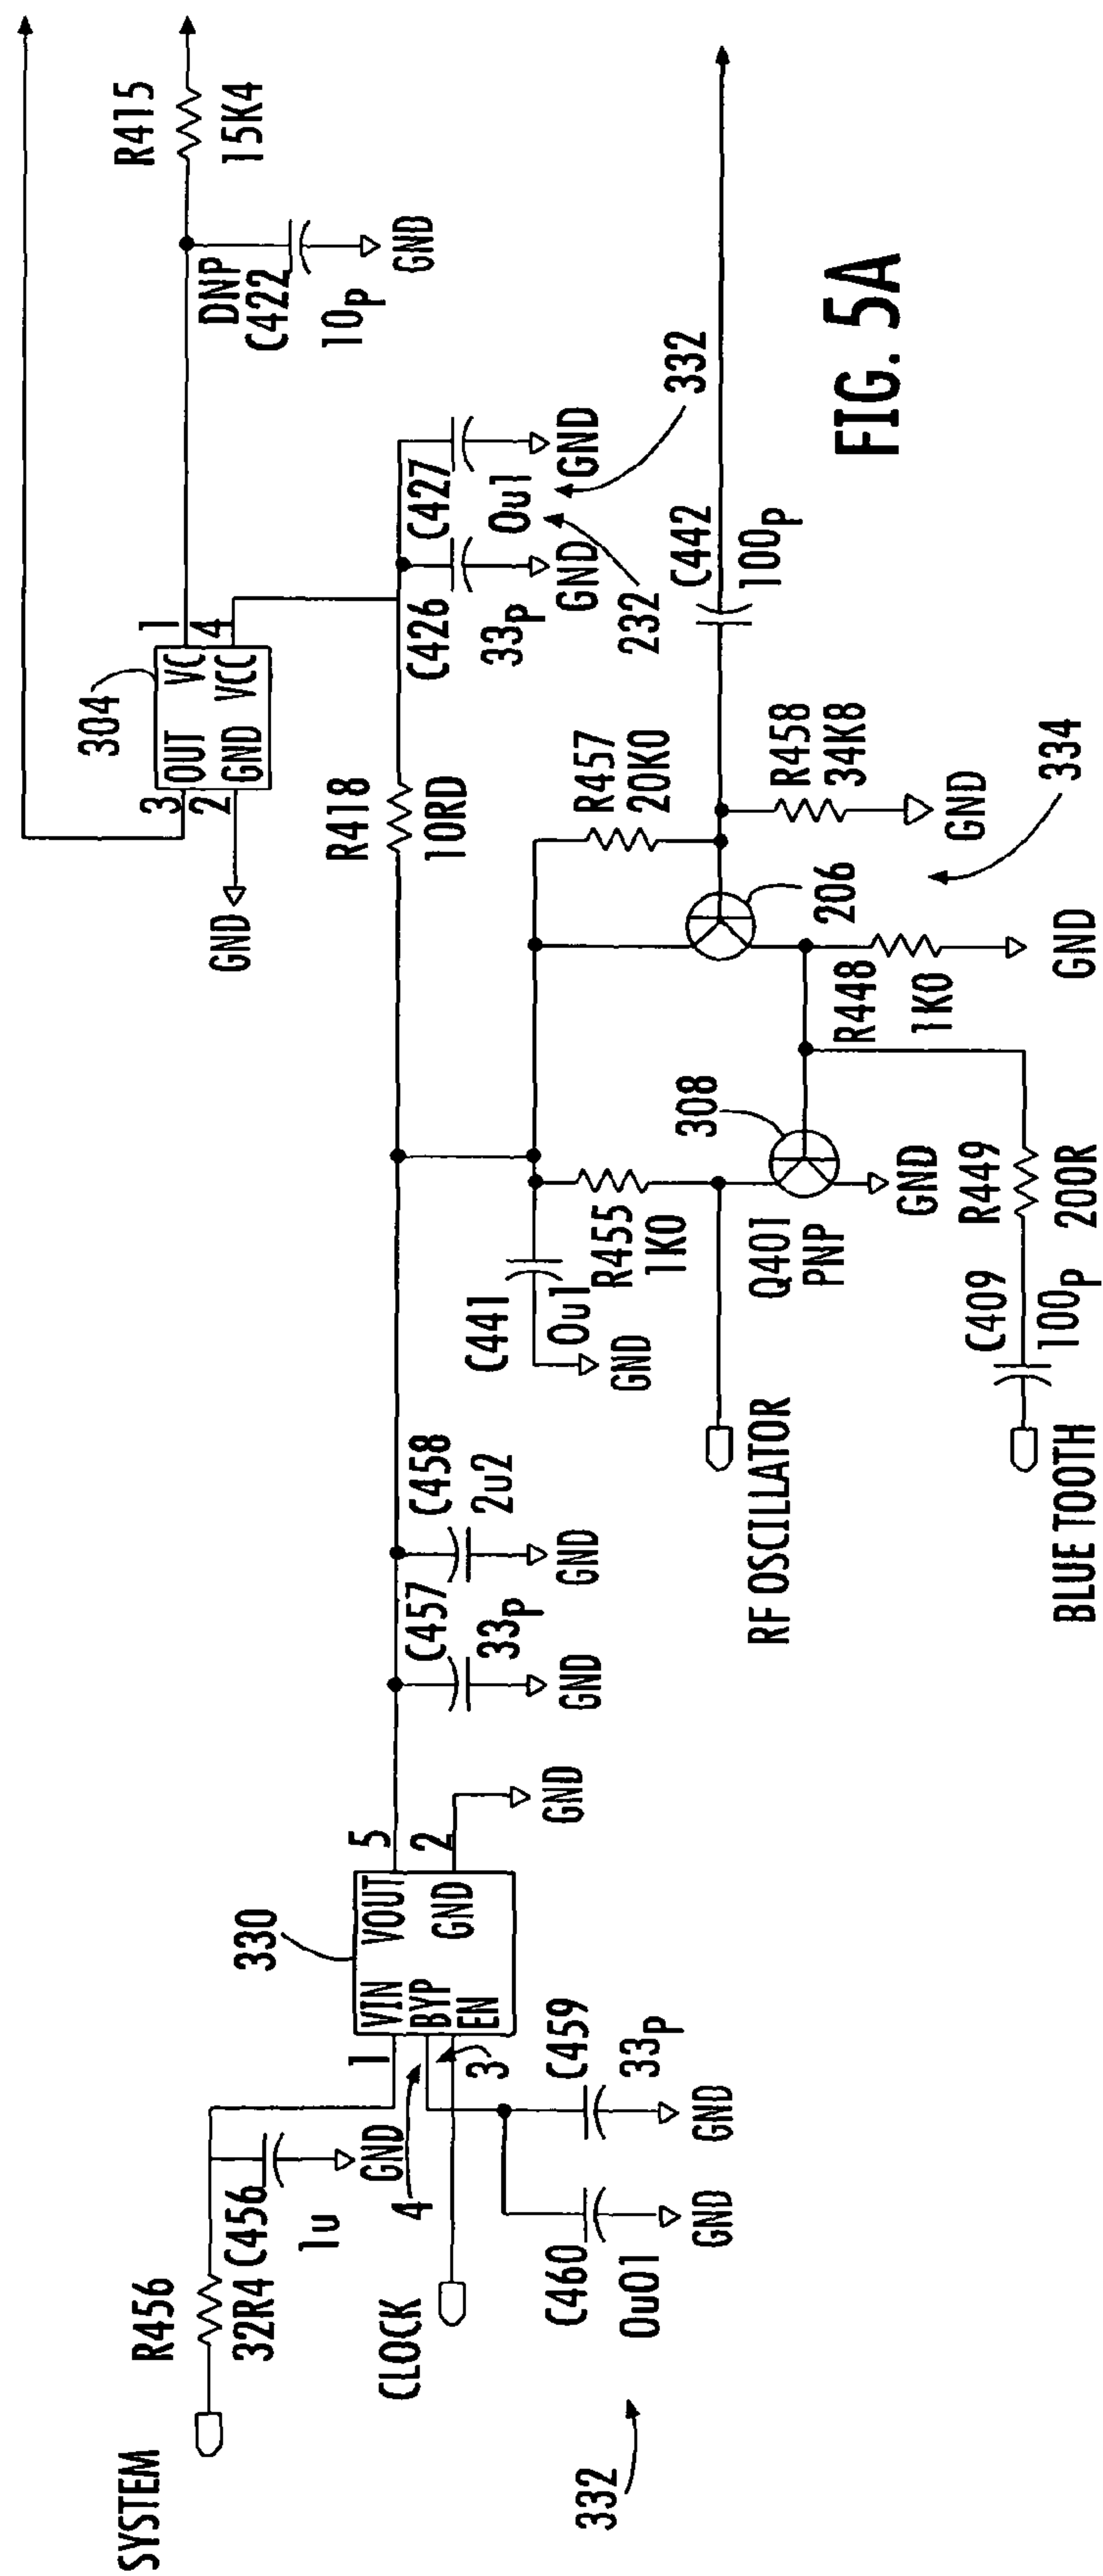 SYSTEM
R456
32R4
C456
1u
GND
CLOCK
332
4
1
3
330
VIN
BYP
EN
VOUT
GND
5
2
GND
C460
0u01
GND
C459
33p
GND
C457
33p
GND
C458
2u2
GND
R418
10RD
304
OUT
GND
VC
VCC
3
2
1
4
GND
R415
15K4
DNP
C422
10p
GND
C426
33p
GND
C427
0u1
GND
232
332
C441
0u1
GND
R455
1K0
RF OSCILLATOR
Q401
PNP
308
GND
R457
20K0
206
R458
34K8
GND
C442
100p
R448
1K0
GND
334
BLUE TOOTH
C409
100p
R449
200R
FIG. 5A